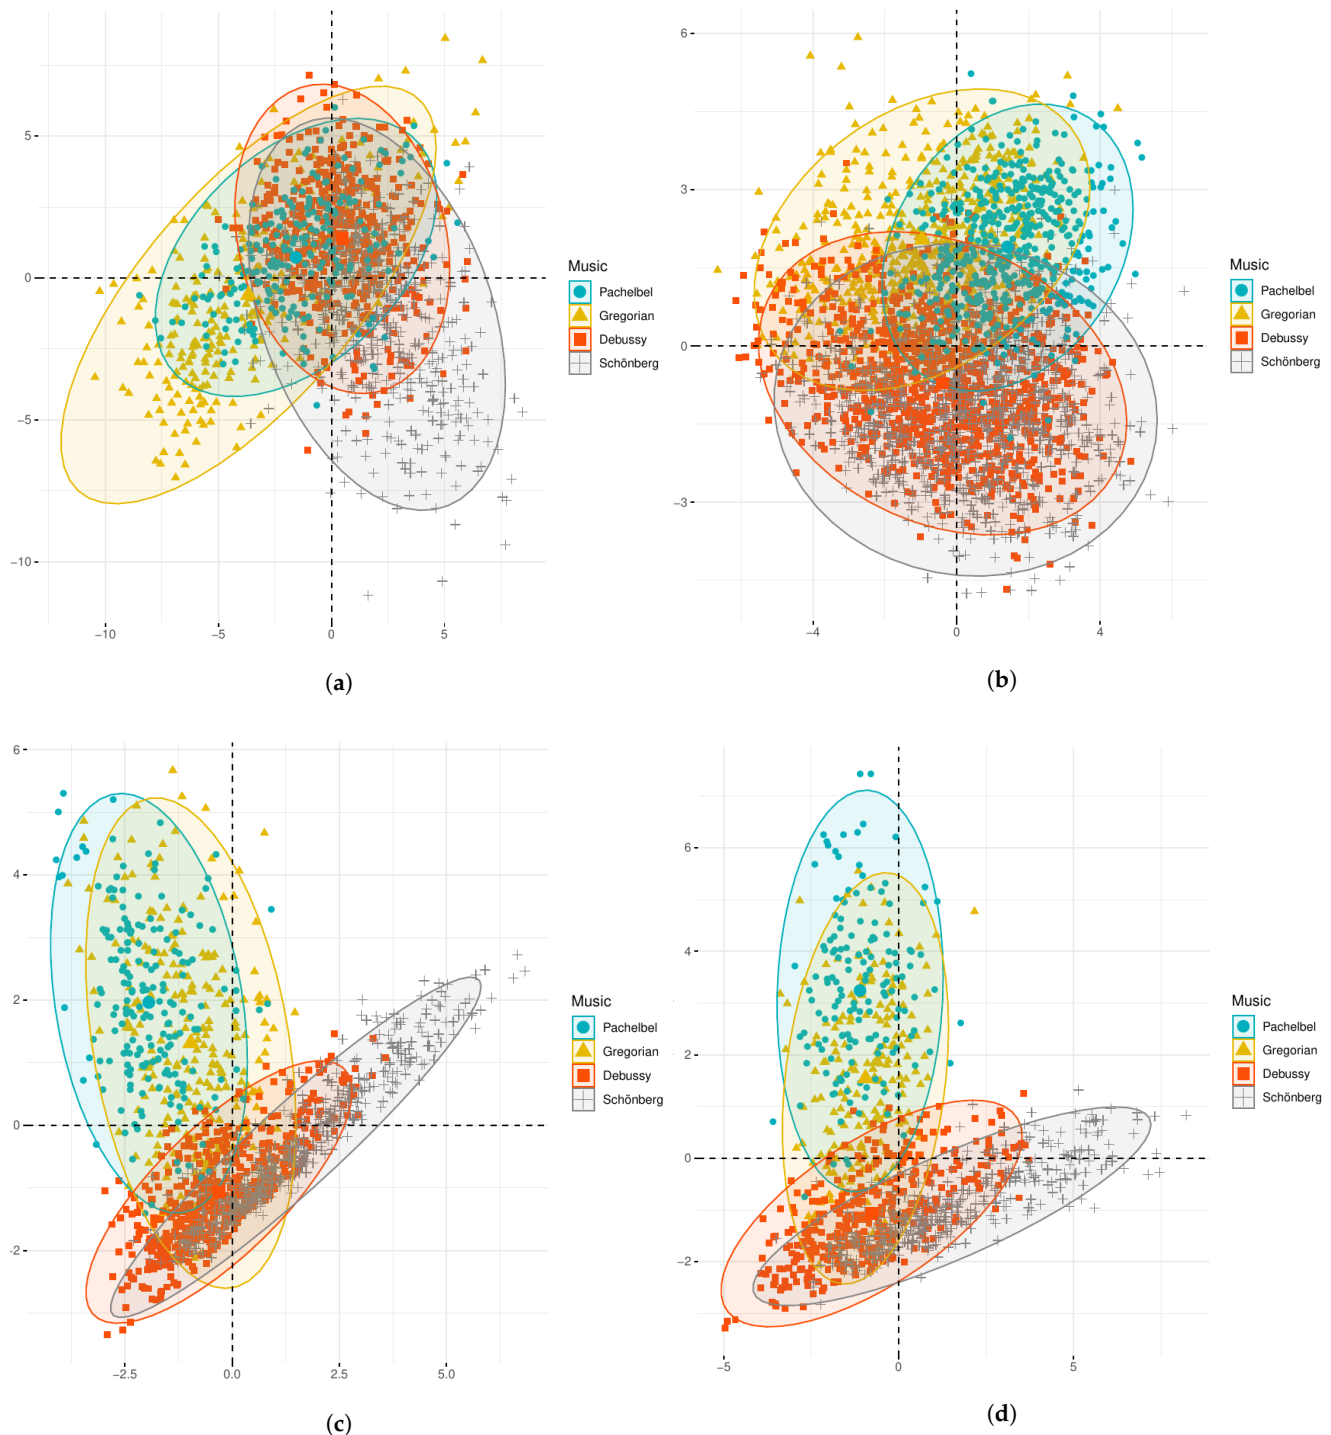 5
0
−5
−10
−10
−5
0
5
Music
Pachelbel
Gregorian
Debussy
Schönberg
(a)
6
3
0
−3
−4
0
4
Music
Pachelbel
Gregorian
Debussy
Schönberg
(b)
6
4
2
0
-2
−2.5
0.0
2.5
5.0
Music
Pachelbel
Gregorian
Debussy
Schönberg
(c)
6
4
2
0
−2
−5
0
5
Music
Pachelbel
Gregorian
Debussy
Schönberg
(d)